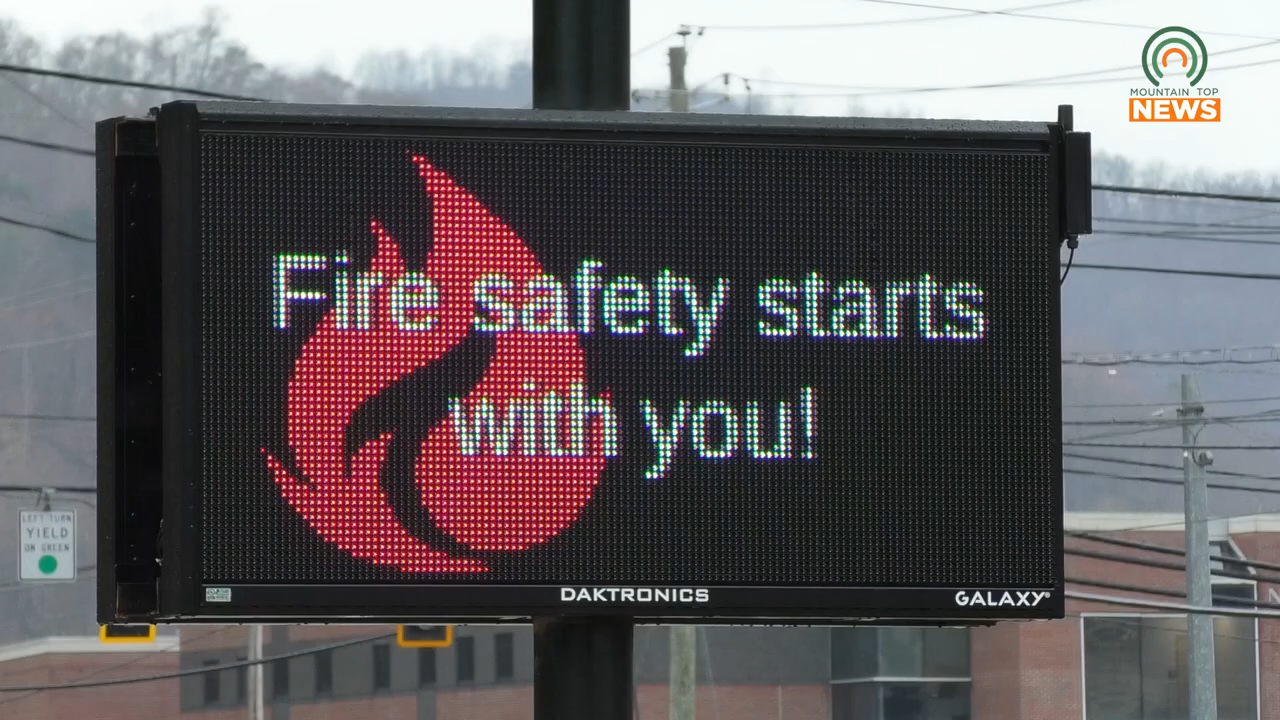 MOUNTAIN TOP
NEWS
Fire safety starts
with you!
LEFT TURN
YIELD
ON GREEN
DAKTRONICS
GALAXY®